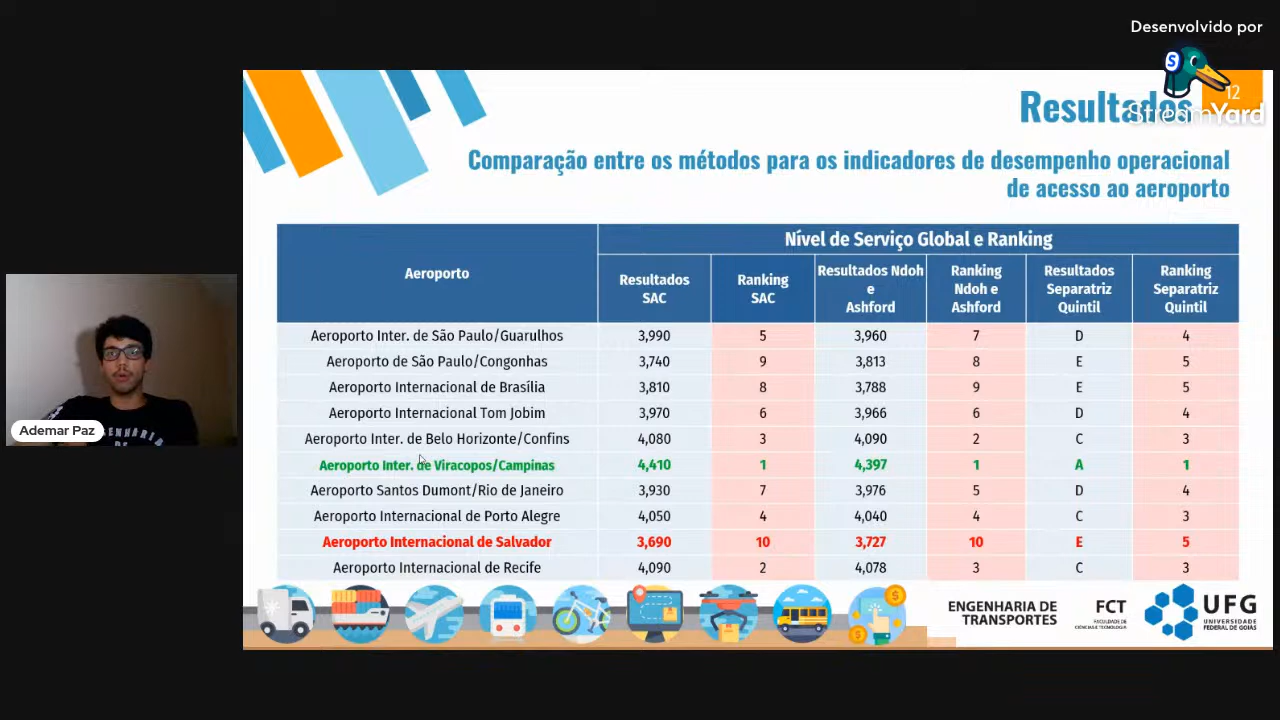 Desenvolvido por
StreamYard
12
Resultados
Comparação entre os métodos para os indicadores de desempenho operacional
de acesso ao aeroporto
Aeroporto
Nível de Serviço Global e Ranking
Resultados
SAC
Ranking
SAC
Resultados Ndoh
e
Ashford
Ranking
Ndoh e
Ashford
Resultados
Separatriz
Quintil
Ranking
Separatriz
Quintil
Aeroporto Inter. de São Paulo/Guarulhos 3,990 5 3,960 7 D 4
Aeroporto de São Paulo/Congonhas 3,740 9 3,813 8 E 5
Aeroporto Internacional de Brasília 3,810 8 3,788 9 E 5
Aeroporto Internacional Tom Jobim 3,970 6 3,966 6 D 4
Aeroporto Inter. de Belo Horizonte/Confins 4,080 3 4,090 2 C 3
Aeroporto Inter. de Viracopos/Campinas 4,410 1 4,397 1 A 1
Aeroporto Santos Dumont/Rio de Janeiro 3,930 7 3,976 5 D 4
Aeroporto Internacional de Porto Alegre 4,050 4 4,040 4 C 3
Aeroporto Internacional de Salvador 3,690 10 3,727 10 E 5
Aeroporto Internacional de Recife 4,090 2 4,078 3 C 3
Ademar Paz
ENGENHARIA DE
TRANSPORTES
FCT
FACULDADE DE
CIÊNCIA E TECNOLOGIA
UFG
UNIVERSIDADE
FEDERAL DE GOIÁS